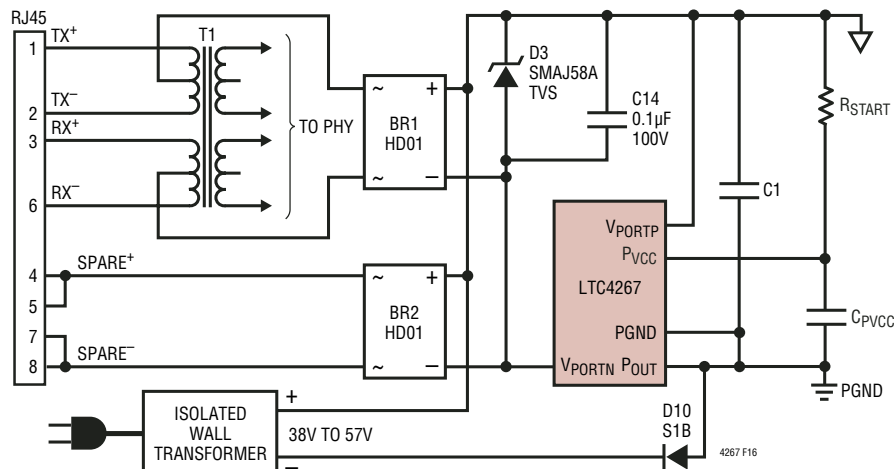 RJ45
1 TX+
2 TX−
3 RX+
6 RX−
4 SPARE+
5
7
8 SPARE−
T1
TO PHY
~ +
BR1
HD01
~ −
~ +
BR2
HD01
~ −
D3
SMAJ58A
TVS
C14
0.1µF
100V
RSTART
C1
VPORTP
PVCC
LTC4267
PGND
VPORTN POUT
CPVCC
PGND
ISOLATED
WALL
TRANSFORMER
+
38V TO 57V
−
D10
S1B
4267 F16